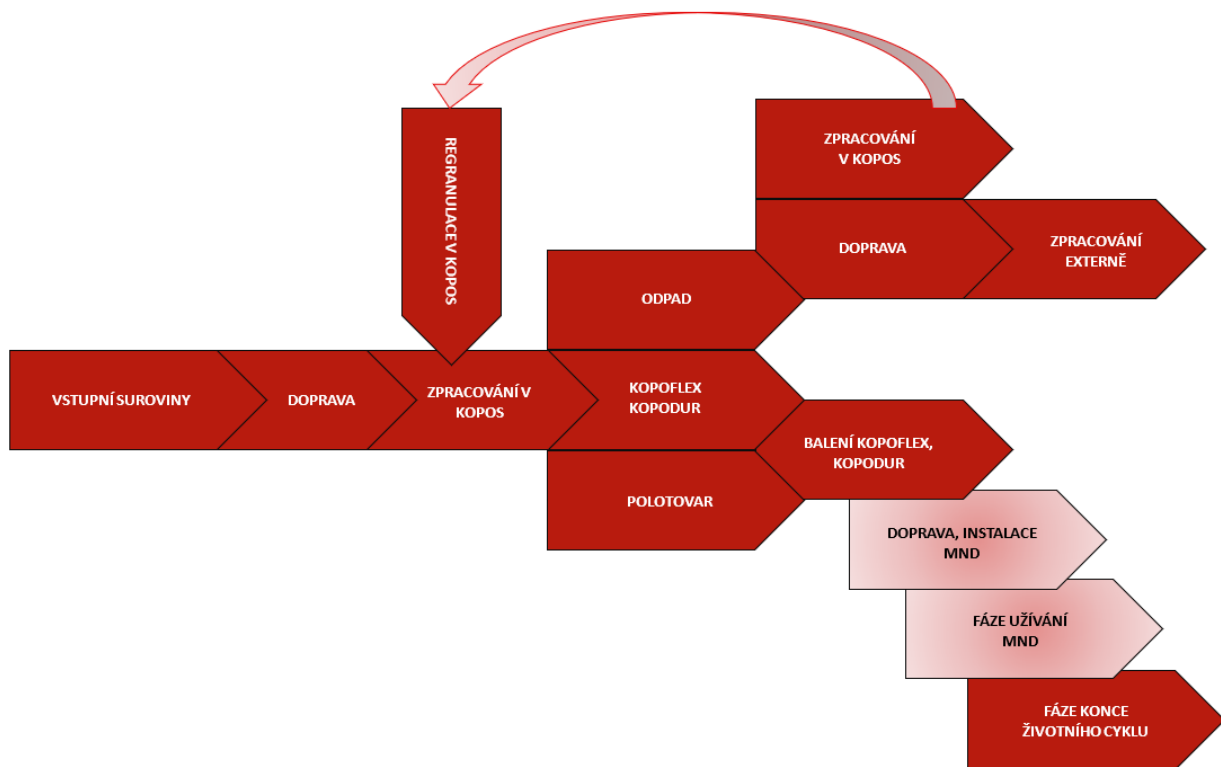 ZPRACOVÁNÍ
V KOPOS
REGRANULACE V KOPOS
DOPRAVA
ZPRACOVÁNÍ
EXTERNĚ
ODPAD
VSTUPNÍ SUROVINY
DOPRAVA
ZPRACOVÁNÍ V
KOPOS
KOPOFLEX
KOPODUR
BALENÍ KOPOFLEX,
KOPODUR
POLOTOVAR
DOPRAVA, INSTALACE
MND
FÁZE UŽÍVÁNÍ
MND
FÁZE KONCE
ŽIVOTNÍHO CYKLU